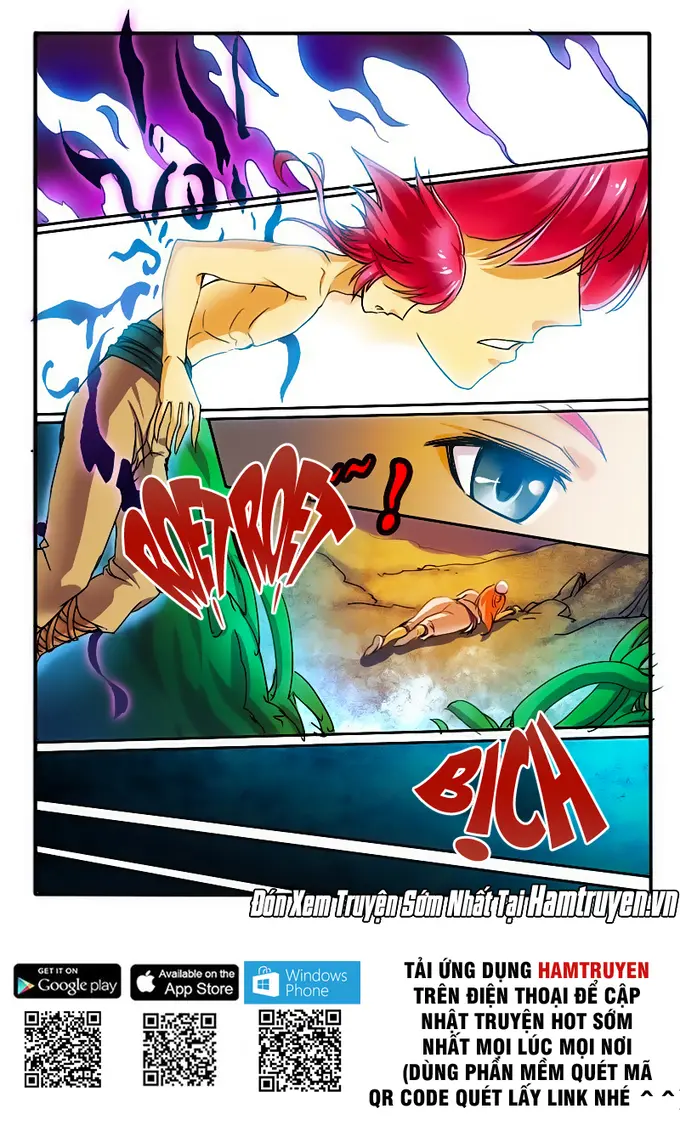 ROẸT ROẸT
~!
BỊCH
ĐÓN XEM TRUYỆN SỚM NHẤT TẠI Hamtruyen.vn
GET IT ON
Google play
Available on the
App Store
Windows
Phone
TẢI ỨNG DỤNG HAMTRUYEN
TRÊN ĐIỆN THOẠI ĐỂ CẬP
NHẬT TRUYỆN HOT SỚM
NHẤT MỌI LÚC MỌI NƠI
(DÙNG PHẦN MỀM QUÉT MÃ
QR CODE QUÉT LẤY LINK NHÉ ^ ^)